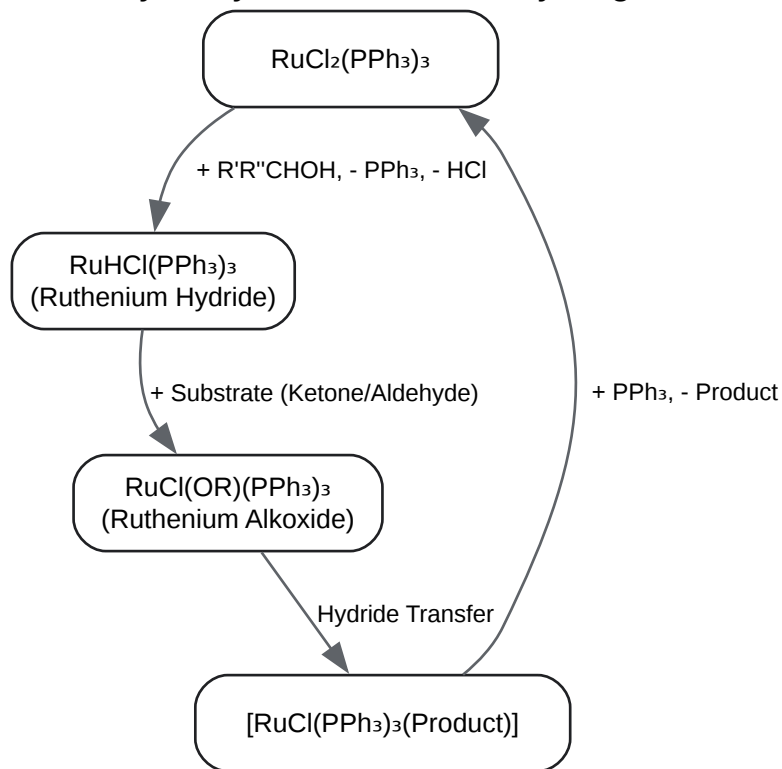 RuCl₂(PPh₃)₃
+ R'R"CHOH, - PPh₃, - HCl
RuHCl(PPh₃)₃
(Ruthenium Hydride)
+ Substrate (Ketone/Aldehyde)
+ PPh₃, - Product
RuCl(OR)(PPh₃)₃
(Ruthenium Alkoxide)
Hydride Transfer
[RuCl(PPh₃)₃(Product)]